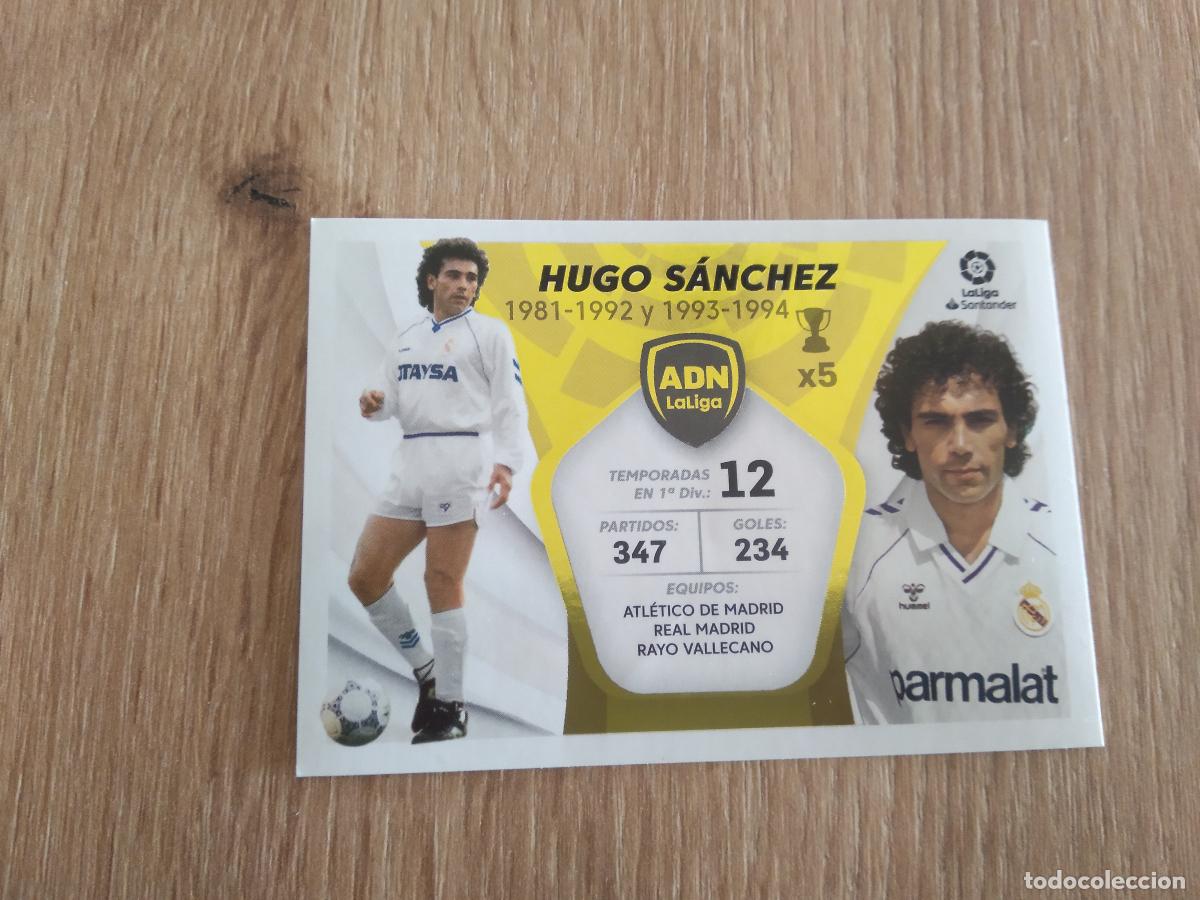 HUGO SÁNCHEZ
1981-1992 y 1993-1994
x5
LaLiga
Santander
ADN
LaLiga
OTAYSA
TEMPORADAS
EN 1ª Div.: 12
PARTIDOS: GOLES:
347 234
EQUIPOS:
ATLÉTICO DE MADRID
REAL MADRID
RAYO VALLECANO
hummel
parmalat
todocoleccion